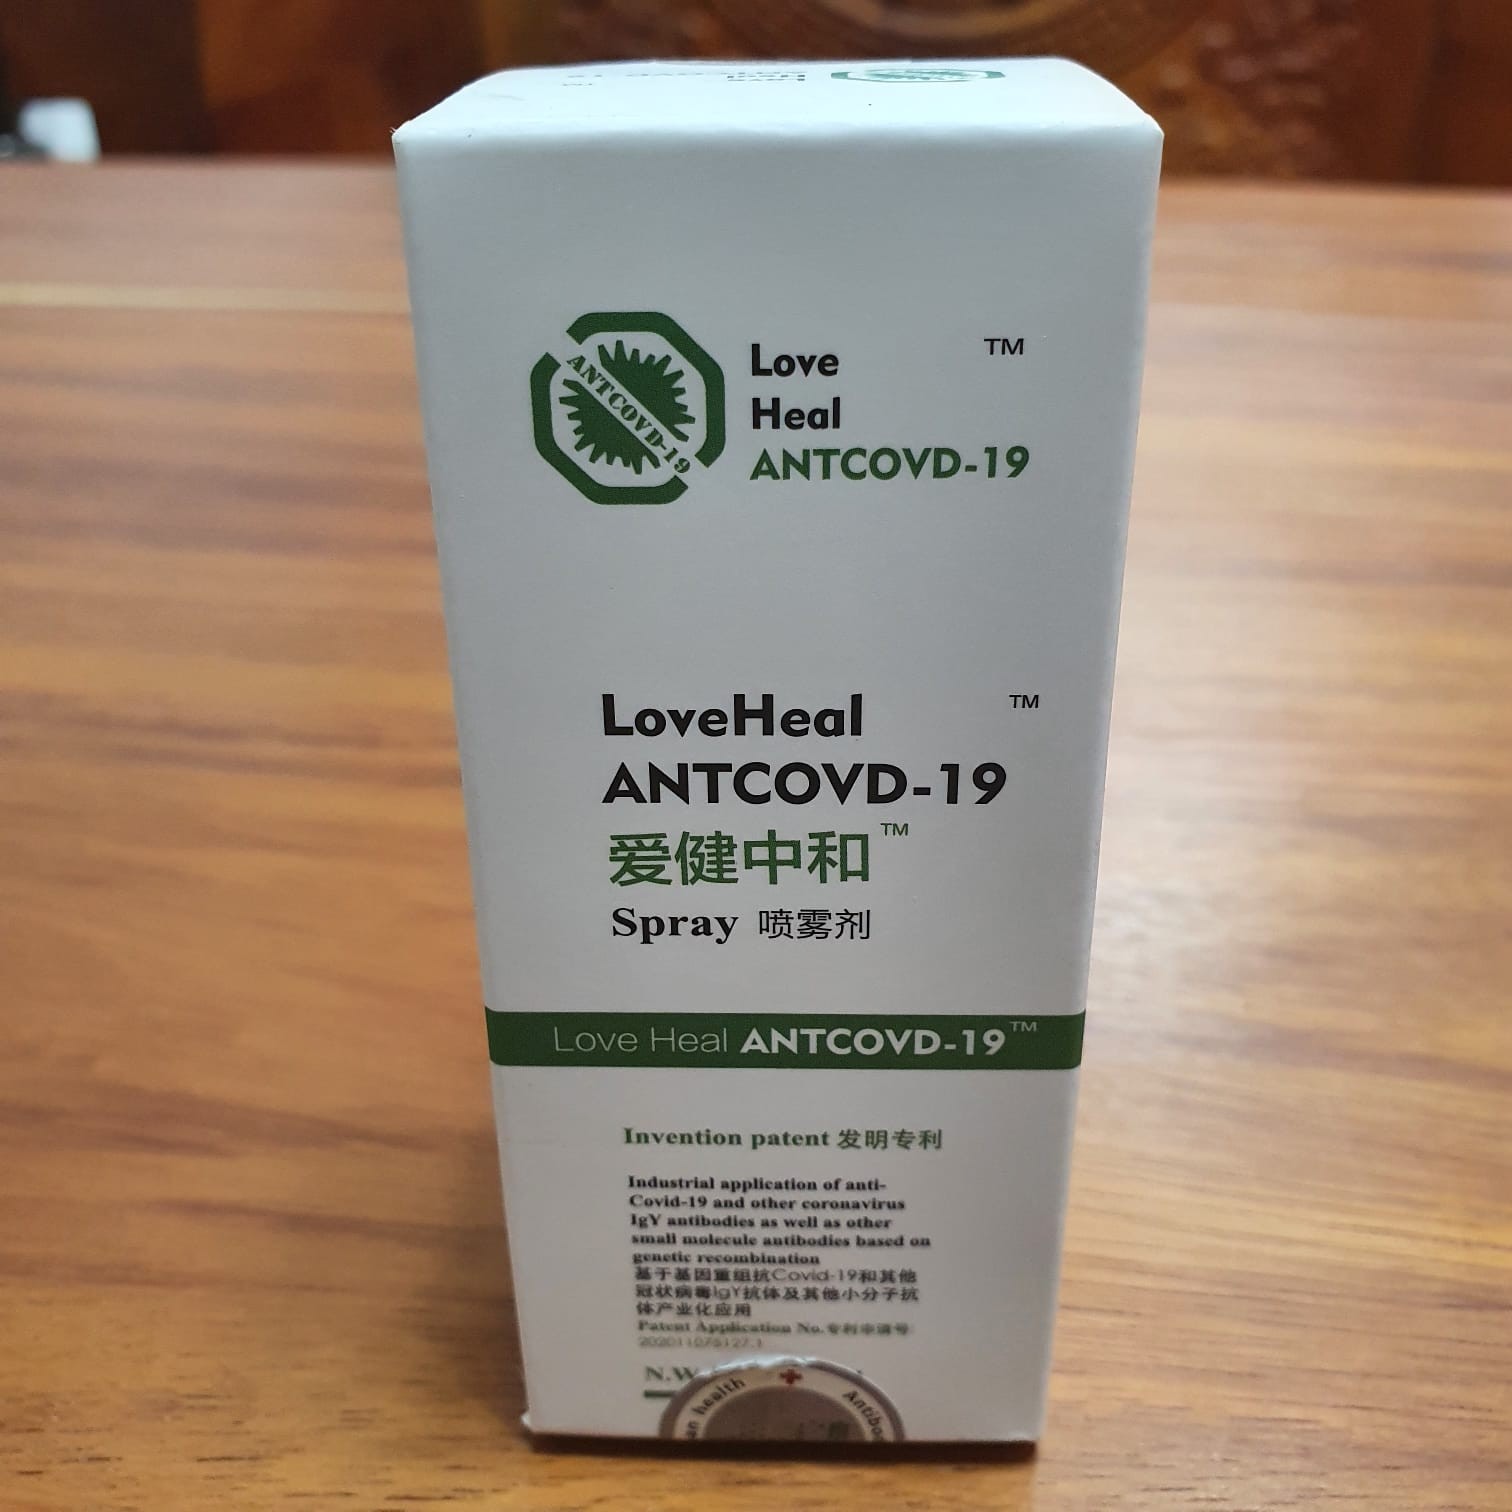 ANTCOVD-19
Love ™
Heal
ANTCOVD-19
LoveHeal ™
ANTCOVD-19
爱健中和™
Spray 喷雾剂
Love Heal ANTCOVD-19™
Invention patent 发明专利
Industrial application of anti-
Covid-19 and other coronavirus
IgY antibodies as well as other
small molecule antibodies based on
genetic recombination
基于基因重组抗Covid-19和其他
冠状病毒IgY抗体及其他小分子抗
体产业化应用
Patent Application No.专利申请号:
202011075127.1
N.W
health